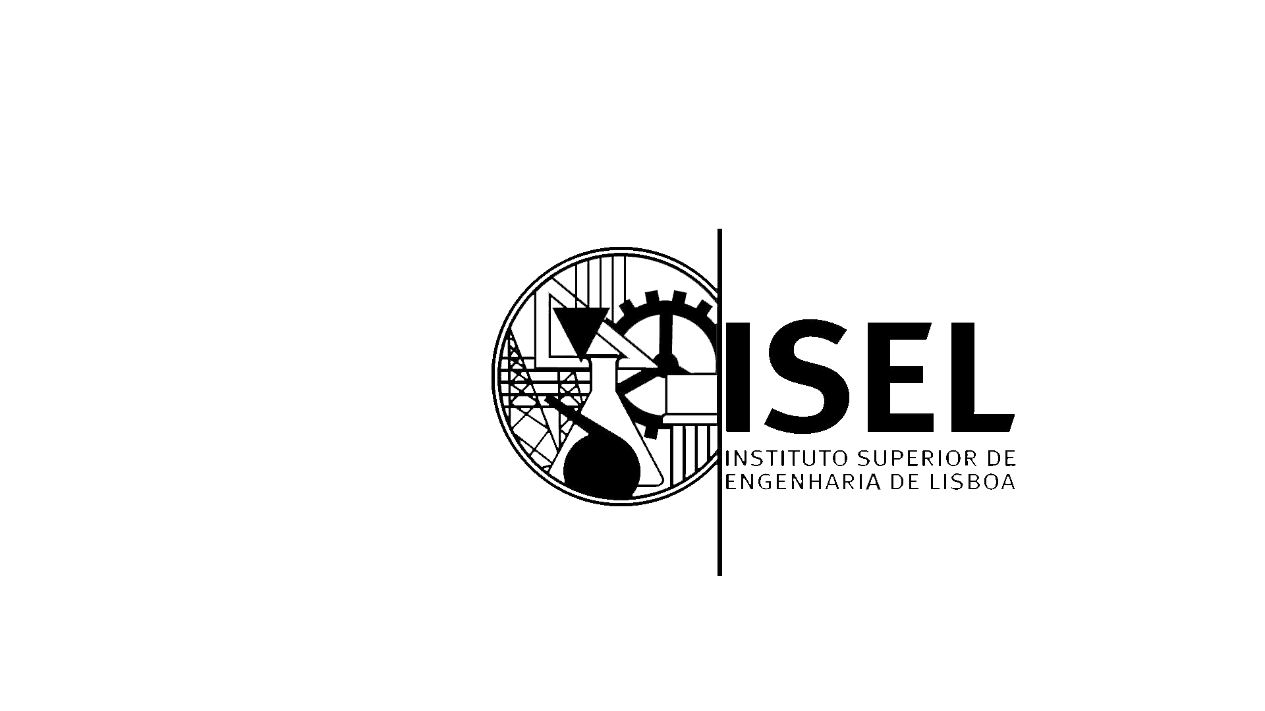 ISEL
INSTITUTO SUPERIOR DE
ENGENHARIA DE LISBOA